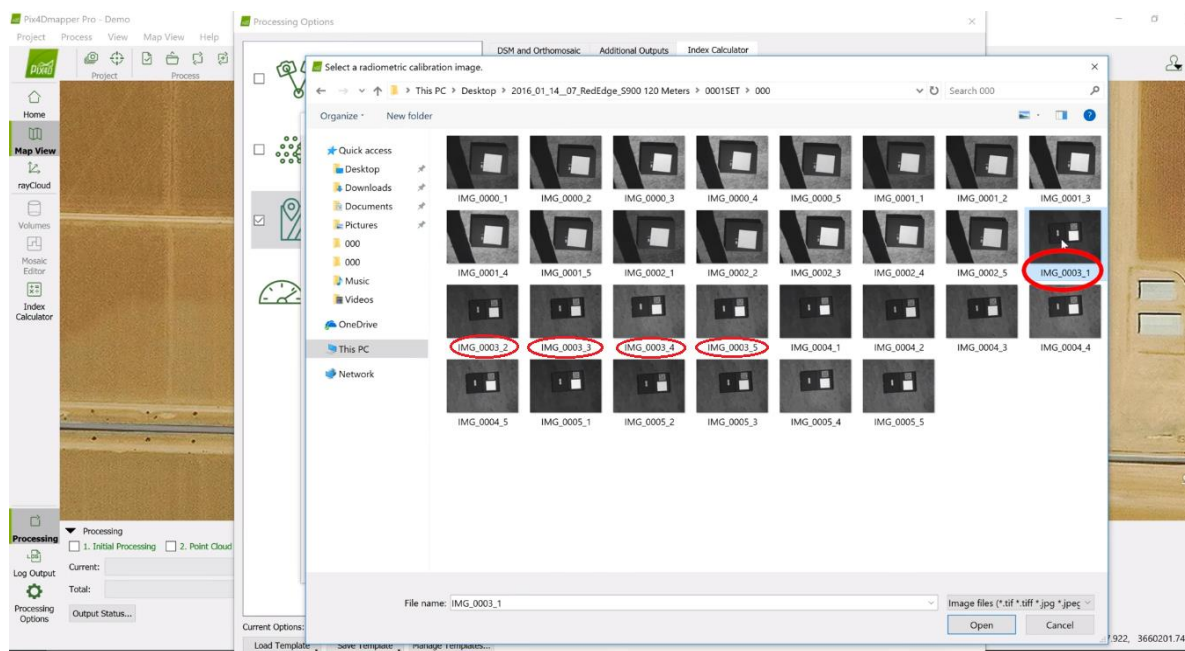 Pix4Dmapper Pro - Demo
Project Process View Map View Help
PIX4D
Project Process
Home
Map View
rayCloud
Volumes
Mosaic
Editor
Index
Calculator
Processing
Log Output
Processing
Options
Processing
1. Initial Processing 2. Point Cloud
Current:
Total:
Output Status...
Processing Options
DSM and Orthomosaic Additional Outputs Index Calculator
Select a radiometric calibration image.
This PC > Desktop > 2016_01_14__07_RedEdge_S900 120 Meters > 0001SET > 000
Search 000
Organize New folder
Quick access
Desktop
Downloads
Documents
Pictures
000
000
Music
Videos
OneDrive
This PC
Network
IMG_0000_1 IMG_0000_2 IMG_0000_3 IMG_0000_4 IMG_0000_5 IMG_0001_1 IMG_0001_2 IMG_0001_3
IMG_0001_4 IMG_0001_5 IMG_0002_1 IMG_0002_2 IMG_0002_3 IMG_0002_4 IMG_0002_5 IMG_0003_1
IMG_0003_2 IMG_0003_3 IMG_0003_4 IMG_0003_5 IMG_0004_1 IMG_0004_2 IMG_0004_3 IMG_0004_4
IMG_0004_5 IMG_0005_1 IMG_0005_2 IMG_0005_3 IMG_0005_4 IMG_0005_5
File name: IMG_0003_1
Image files (*.tif *.tiff *.jpg *.jpeg
Open Cancel
Current Options:
Load Template Save Template Manage Templates...
7.922, 3660201.74